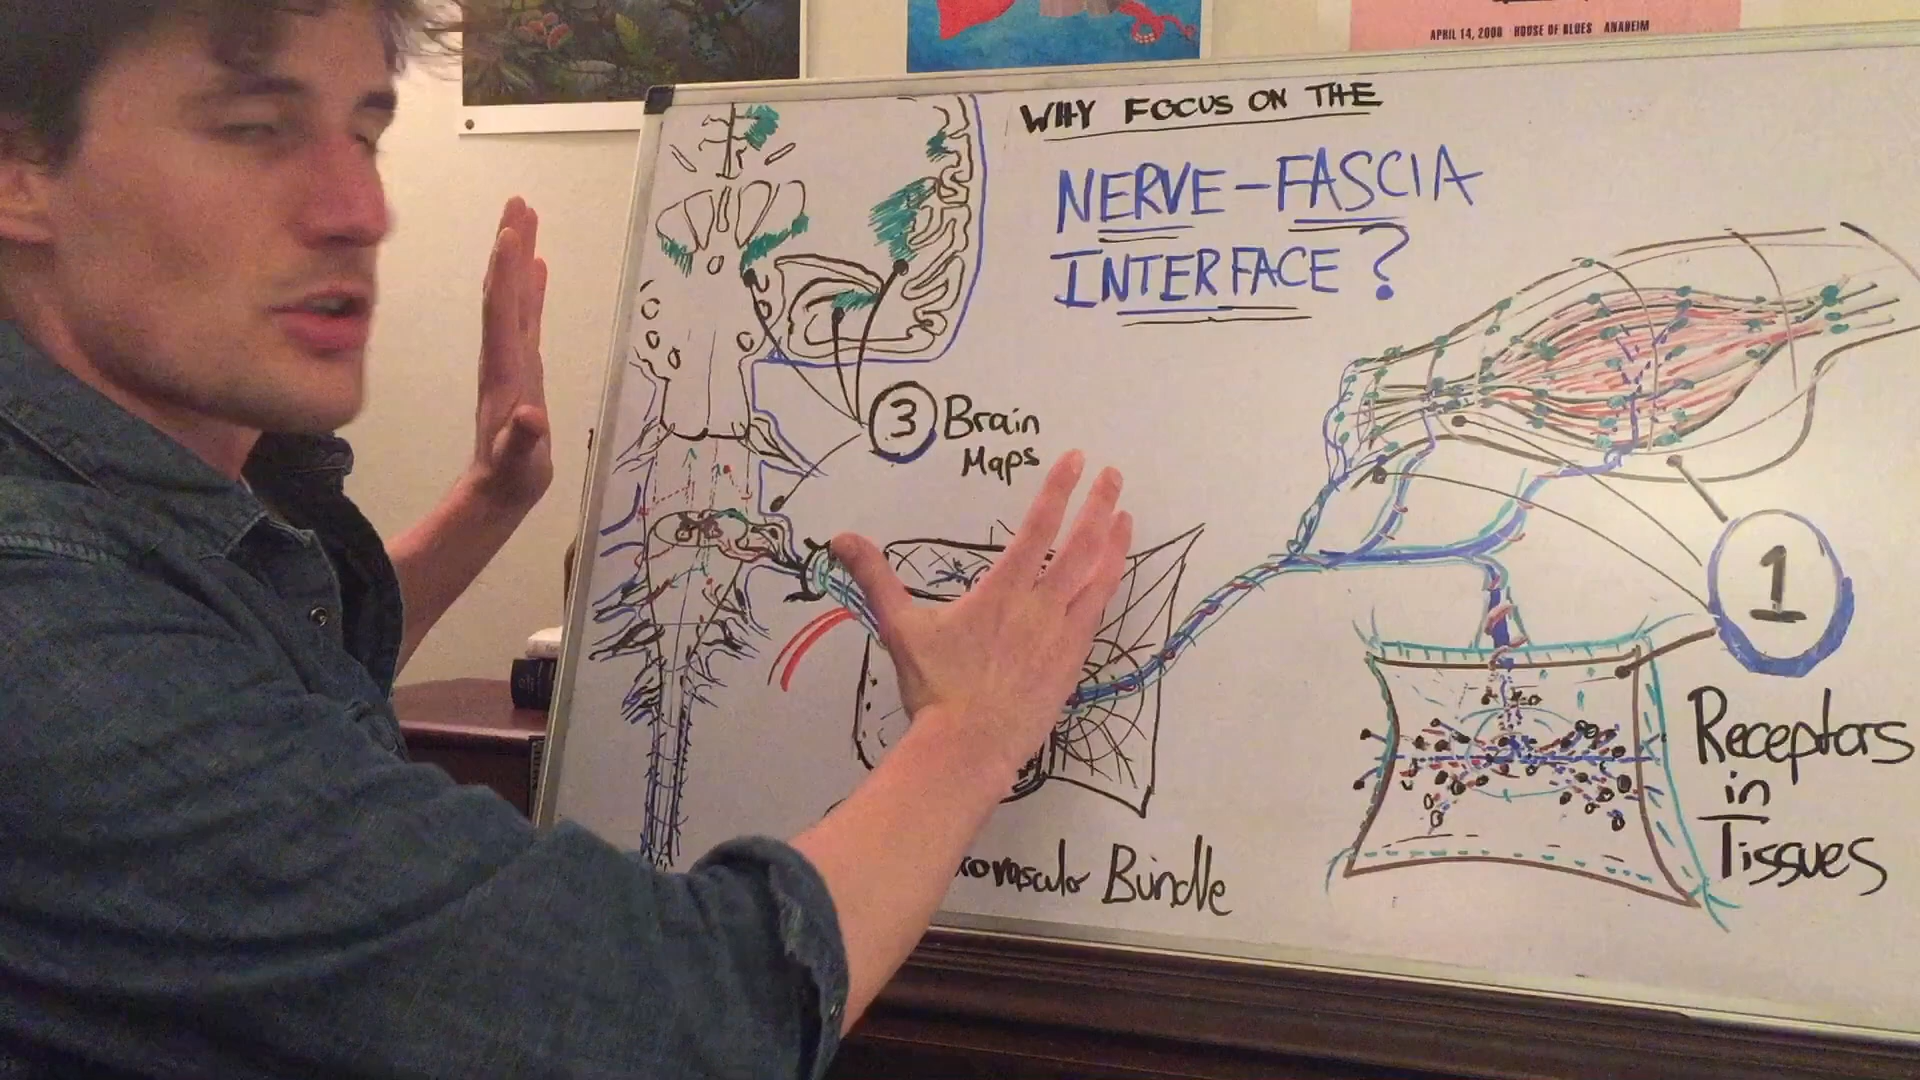 APRIL 14, 2008 HOUSE OF BLUES ANAHEIM
WHY FOCUS ON THE
NERVE-FASCIA
INTERFACE?
3 Brain
Maps
1
Receptors
in
Tissues
Bundle